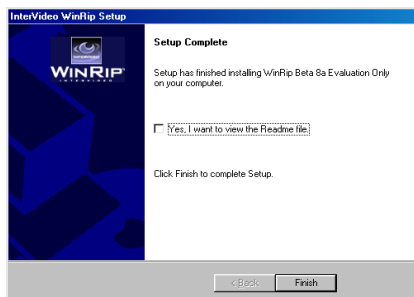 InterVideo WinRip Setup
WINRIP
INTERVIDEO
Setup Complete
Setup has finished installing WinRip Beta 8a Evaluation Only
on your computer.
Yes, I want to view the Readme file.
Click Finish to complete Setup.
< Back
Finish